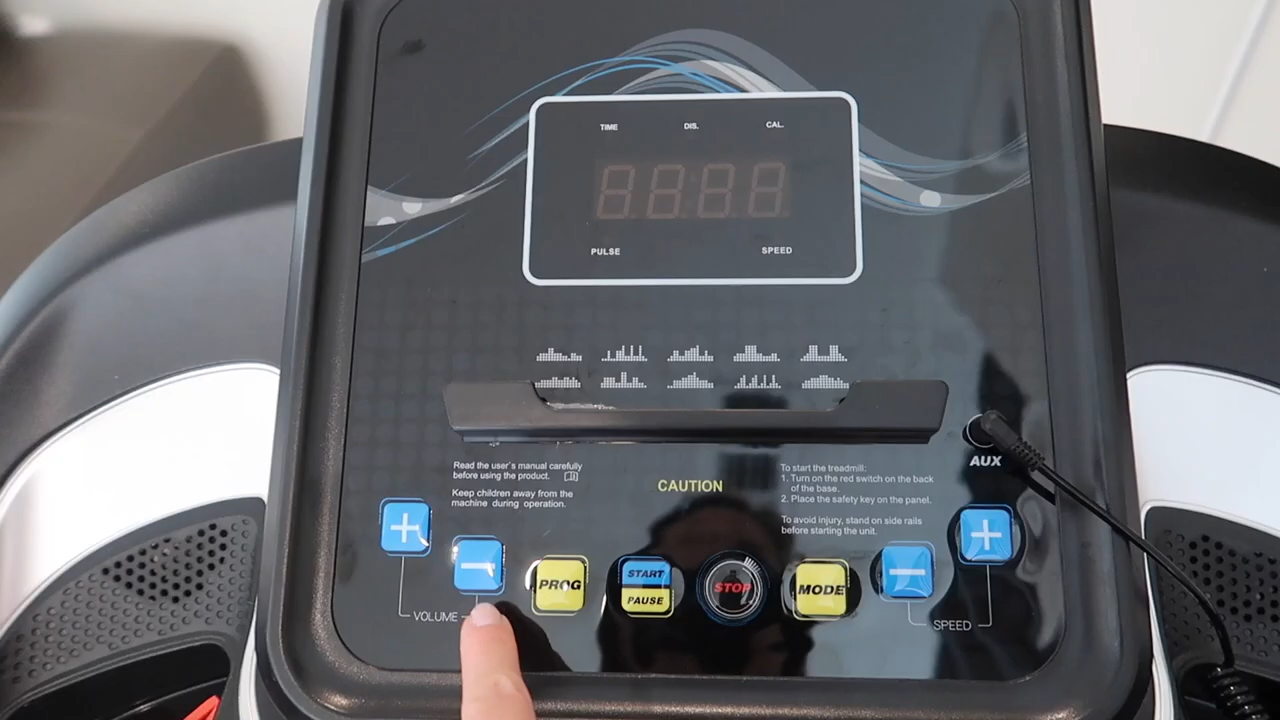 TIME DIS. CAL.
PULSE SPEED
AUX
Read the user's manual carefully
before using the product.
Keep children away from the
machine during operation.
CAUTION
To start the treadmill:
1. Turn on the red switch on the back
of the base.
2. Place the safety key on the panel.
To avoid injury, stand on side rails
before starting the unit.
+
−
PROG
START
PAUSE
STOP
MODE
−
+
VOLUME
SPEED